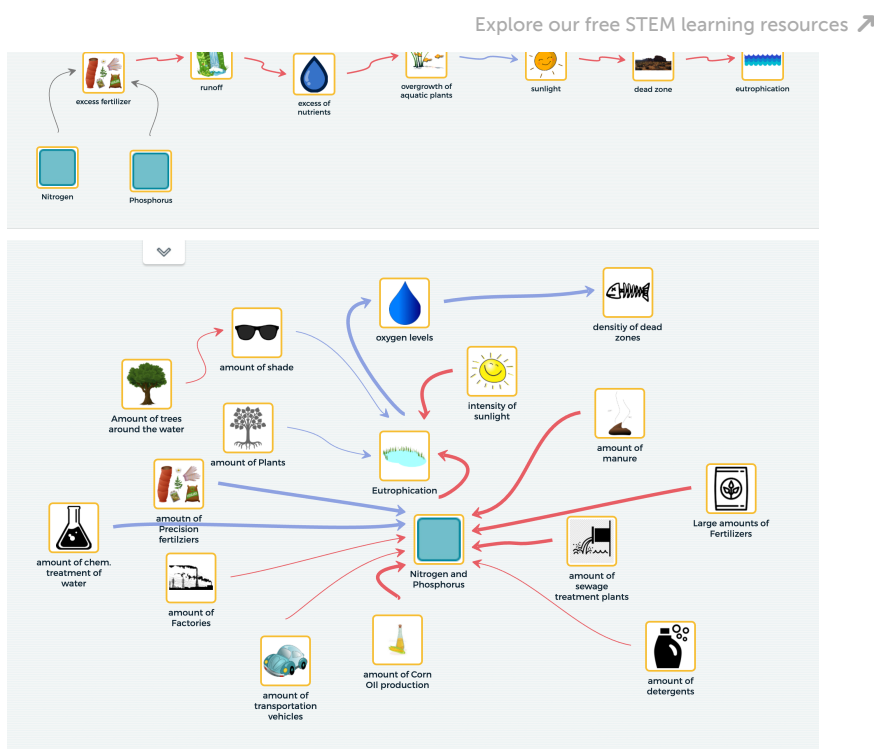 Explore our free STEM learning resources
excess fertilizer
runoff
excess of
nutrients
overgrowth of
aquatic plants
sunlight
dead zone
eutrophication
Nitrogen
Phosphorus
oxygen levels
densitiy of dead
zones
amount of shade
intensity of
sunlight
Amount of trees
around the water
amount of Plants
amount of
manure
Eutrophication
amoutn of
Precision
fertilziers
Large amounts of
Fertilizers
amount of chem.
treatment of
water
Nitrogen and
Phosphorus
amount of
sewage
treatment plants
amount of
Factories
amount of Corn
OIl production
amount of
detergents
amount of
transportation
vehicles